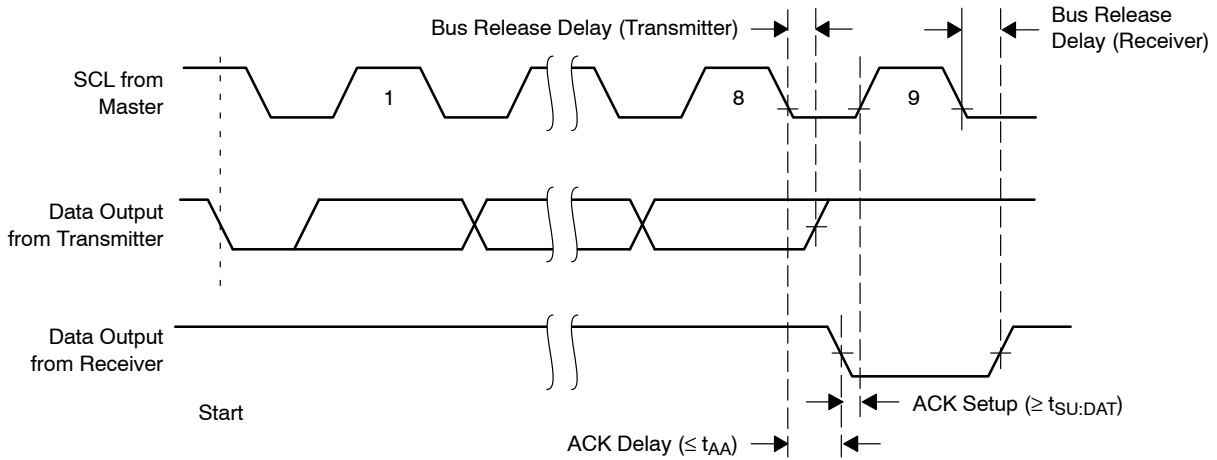 Bus Release Delay (Transmitter)
Bus Release
Delay (Receiver)
SCL from
Master
1
8
9
Data Output
from Transmitter
Data Output
from Receiver
Start
ACK Setup (≥ tSU:DAT)
ACK Delay (≤ tAA)